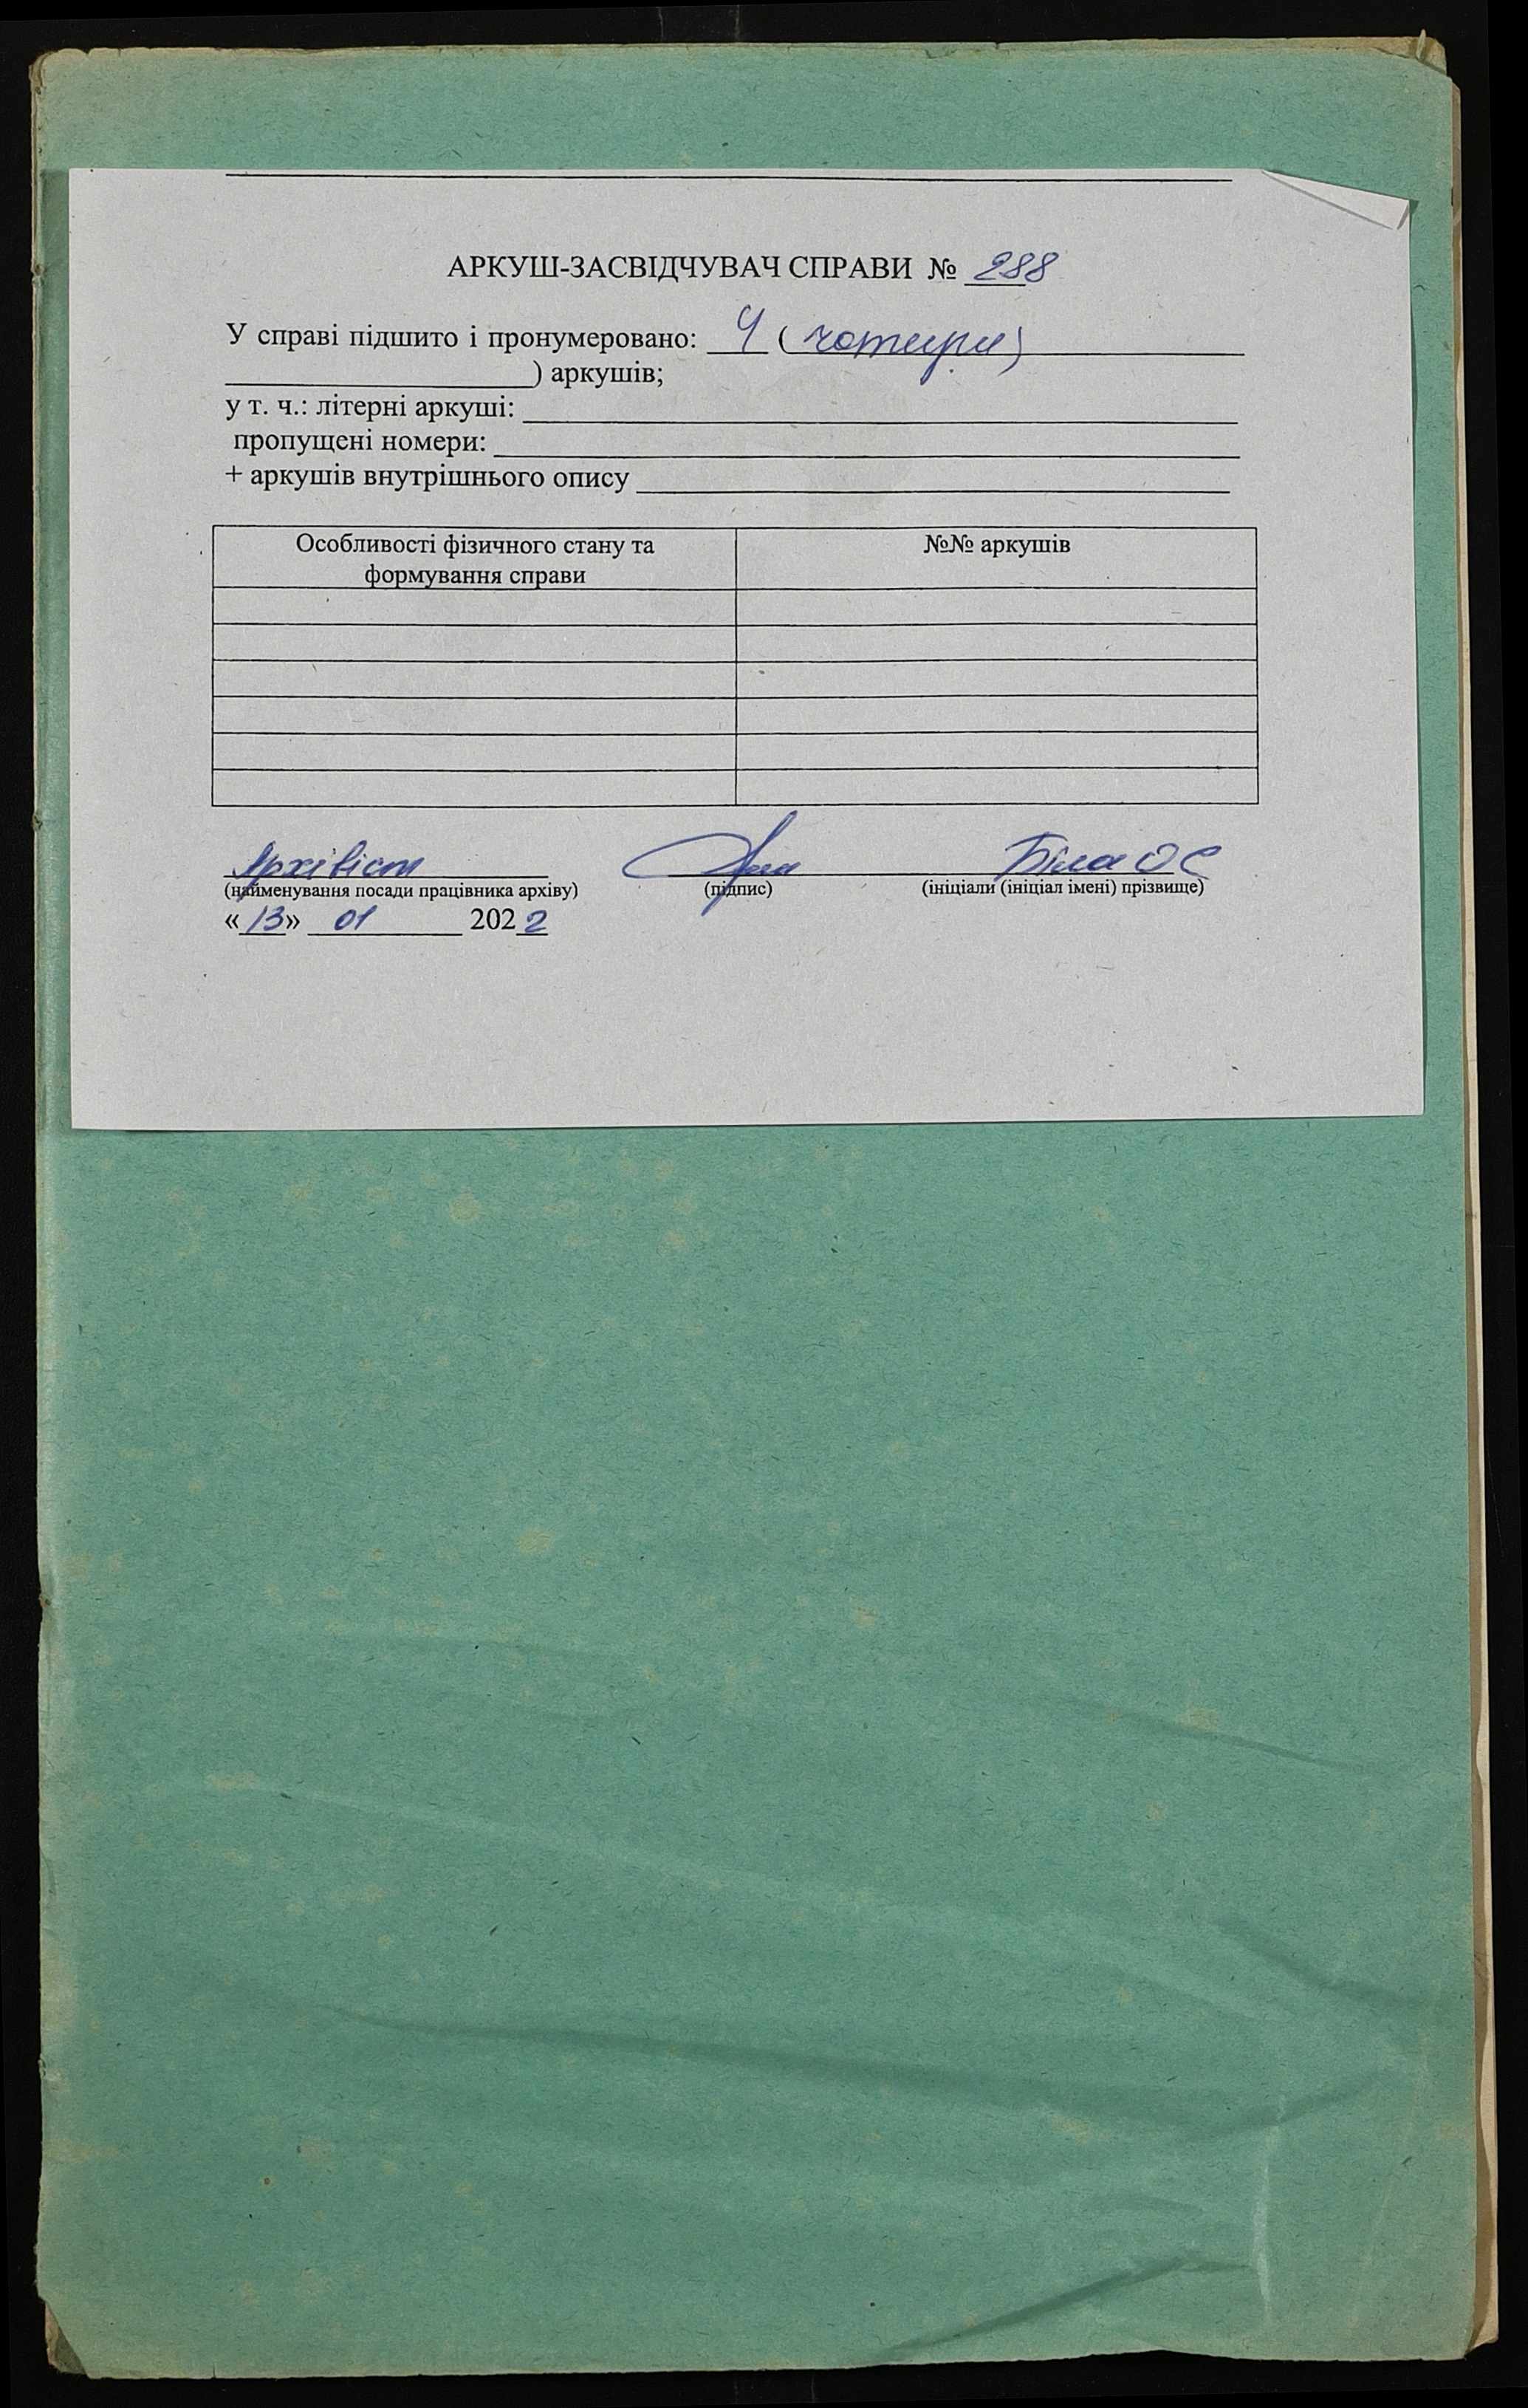 АРКУШ-ЗАСВІДЧУВАЧ СПРАВИ № 288
У справі підшито і пронумеровано: 4 (чотири)
) аркушів;
у т. ч.: літерні аркуші:
пропущені номери:
+ аркушів внутрішнього опису
Особливості фізичного стану та формування справи №№ аркушів
Архівіст Біла О С
(найменування посади працівника архіву) (підпис) (ініціали (ініціал імені) прізвище)
«13» 01 2022